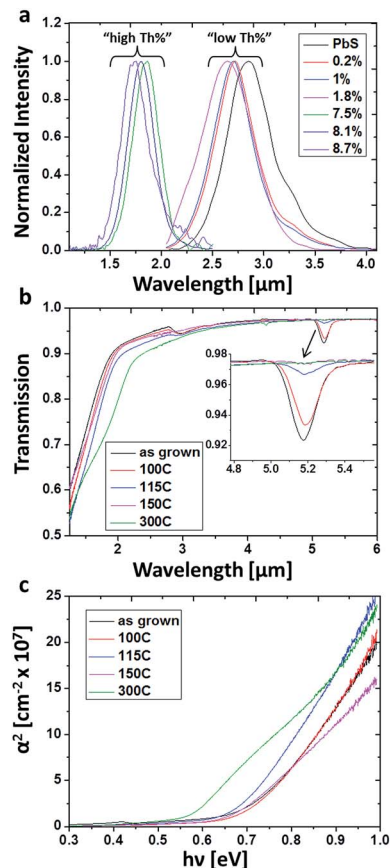 a
"high Th%"
"low Th%"
PbS
0.2%
1%
1.8%
7.5%
8.1%
8.7%
Normalized Intensity
1.2
1.0
0.8
0.6
0.4
0.2
0.0
1.5 2.0 2.5 3.0 3.5 4.0
Wavelength [μm]
b
Transmission
1.0
0.9
0.8
0.7
0.6
0.5
0.98
0.96
0.94
0.92
4.8 5.0 5.2 5.4
as grown
100C
115C
150C
300C
2 3 4 5 6
Wavelength [μm]
c
α² [cm⁻² x 10⁷]
25
20
15
10
5
0
as grown
100C
115C
150C
300C
0.3 0.4 0.5 0.6 0.7 0.8 0.9 1.0
hν [eV]